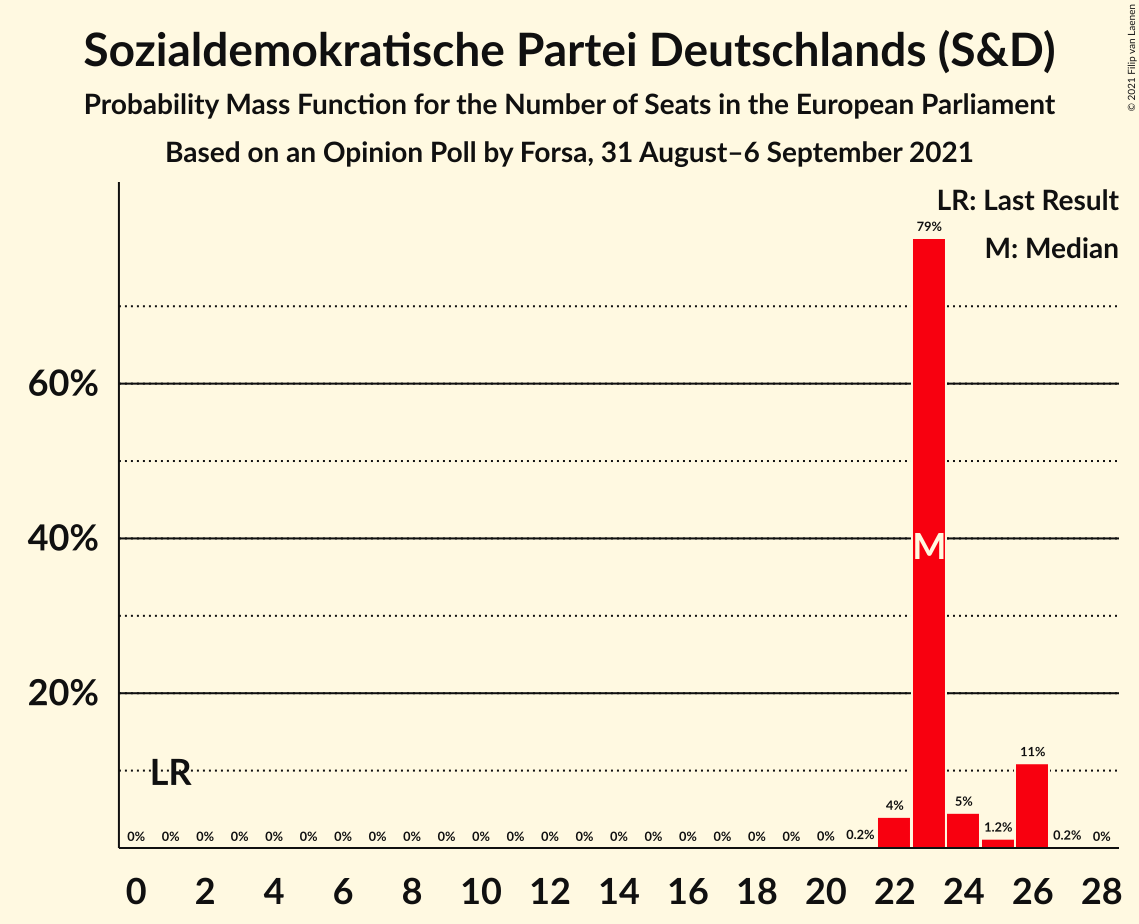 Sozialdemokratische Partei Deutschlands (S&D)
Probability Mass Function for the Number of Seats in the European Parliament
Based on an Opinion Poll by Forsa, 31 August–6 September 2021
© 2021 Filip van Laenen
LR: Last Result
M: Median
79%
60%
40%
M
20%
LR
0% 0% 0% 0% 0% 0% 0% 0% 0% 0% 0% 0% 0% 0% 0% 0% 0% 0% 0% 0% 0% 0.2% 4% 5% 1.2% 11% 0.2% 0%
0 2 4 6 8 10 12 14 16 18 20 22 24 26 28